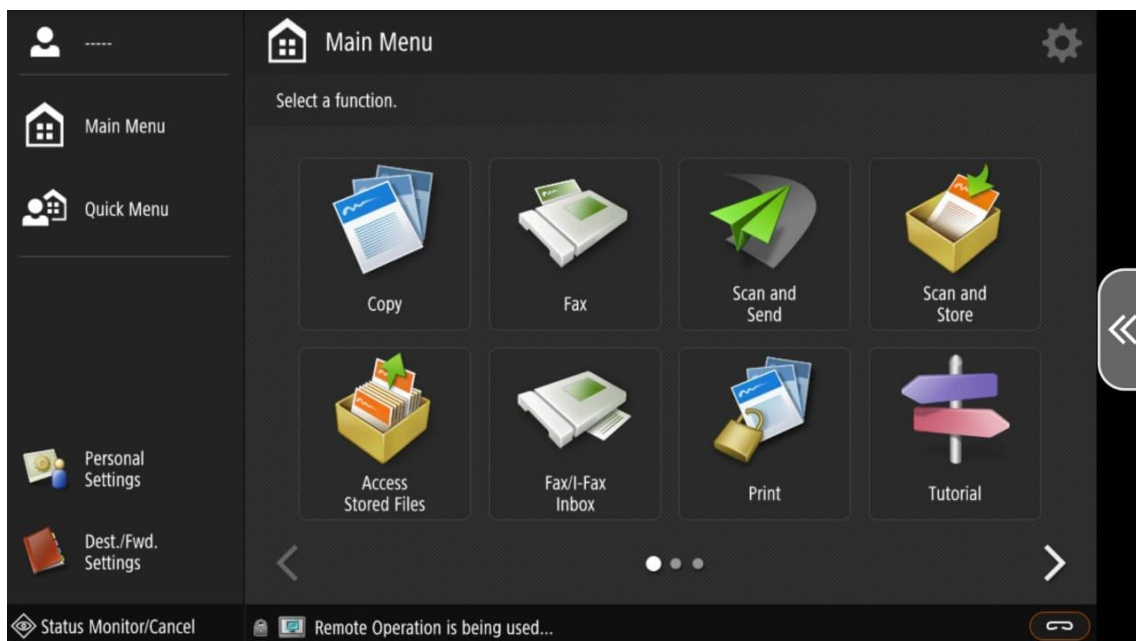 -----
Main Menu
Quick Menu
Personal
Settings
Dest./Fwd.
Settings
Status Monitor/Cancel
Main Menu
Select a function.
Copy
Fax
Scan and
Send
Scan and
Store
Access
Stored Files
Fax/I-Fax
Inbox
Print
Tutorial
Remote Operation is being used...